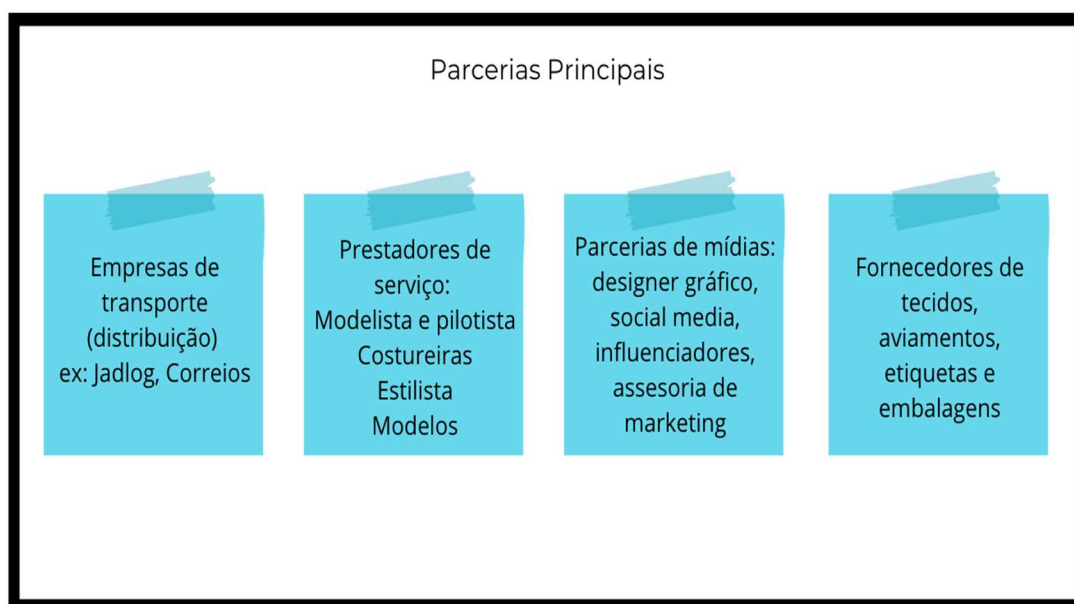 Parcerias Principais
Empresas de
transporte
(distribuição)
ex: Jadlog, Correios
Prestadores de
serviço:
Modelista e pilotista
Costureiras
Estilista
Modelos
Parcerias de mídias:
designer gráfico,
social media,
influenciadores,
assesoria de
marketing
Fornecedores de
tecidos,
aviamentos,
etiquetas e
embalagens